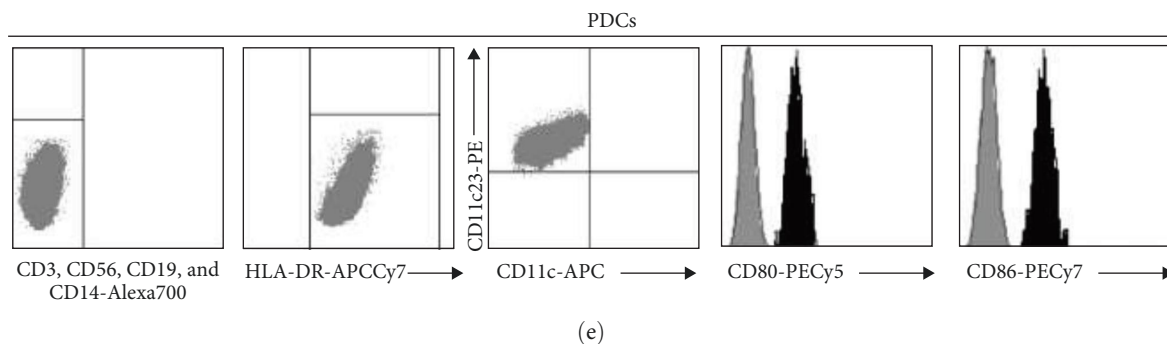 PDCs
CD11c23-PE
CD3, CD56, CD19, and
CD14-Alexa700
HLA-DR-APCCy7
CD11c-APC
CD80-PECy5
CD86-PECy7
(e)